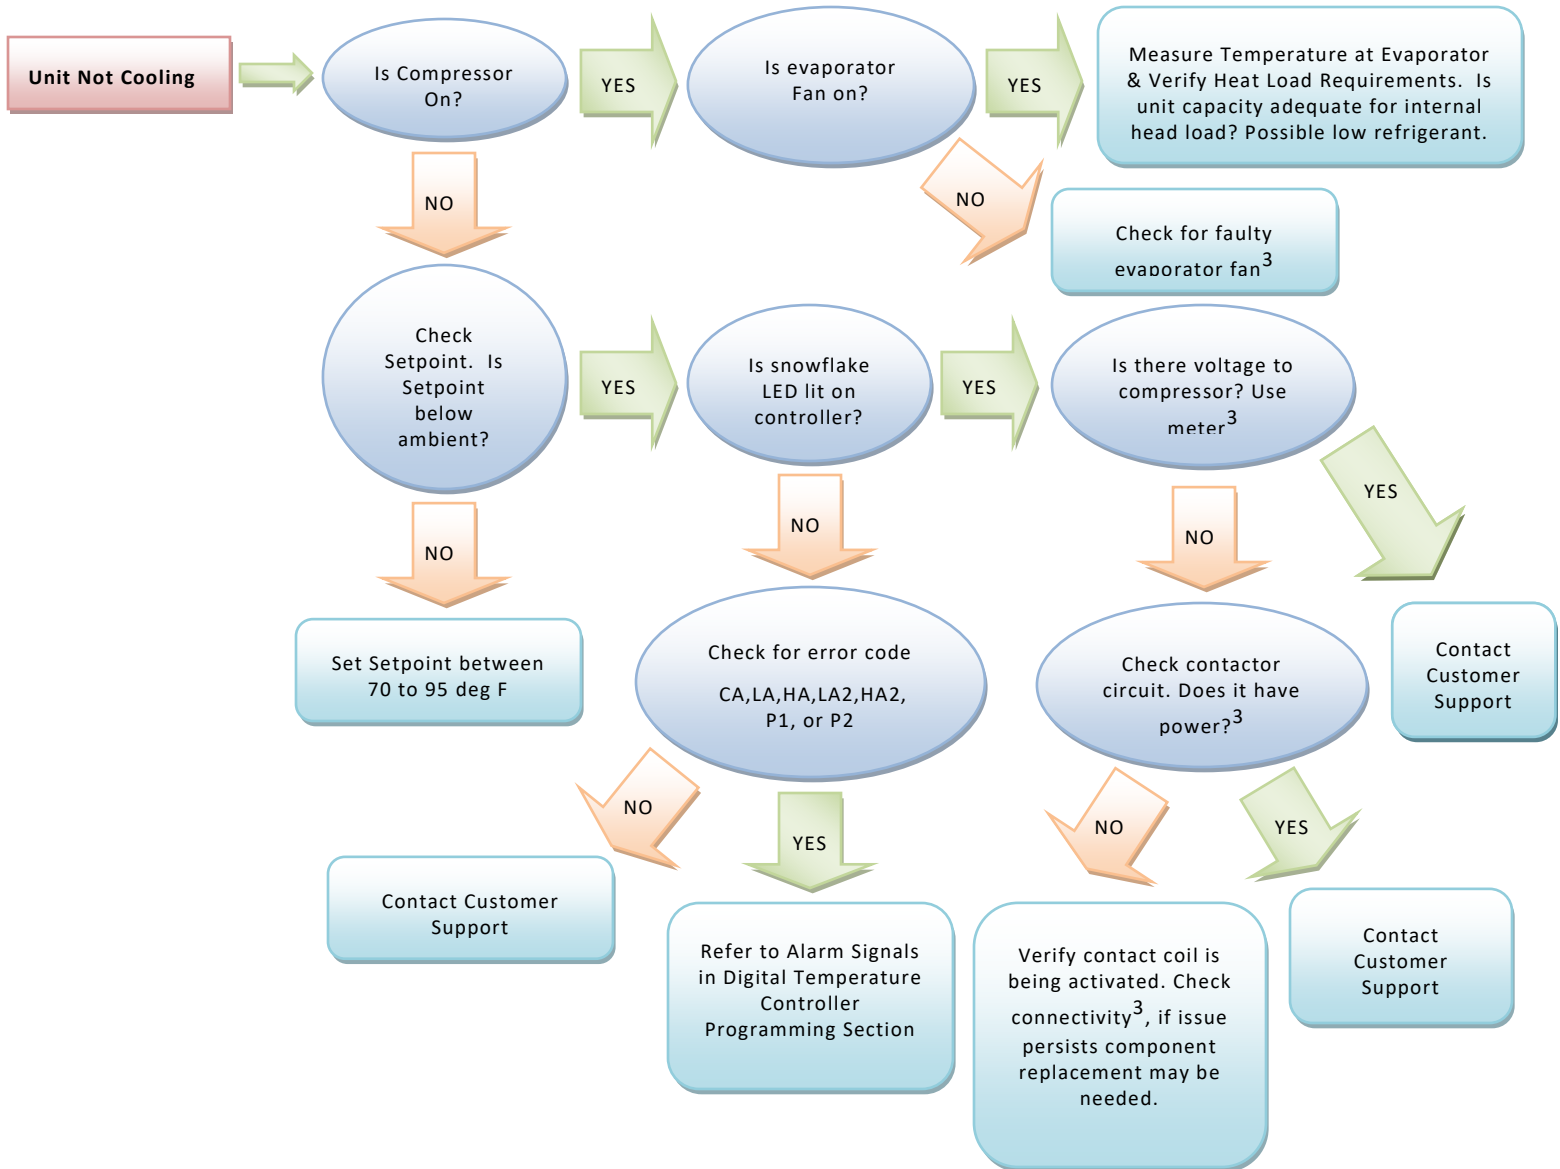 Unit Not Cooling
Is Compressor
On?
YES
Is evaporator
Fan on?
YES
Measure Temperature at Evaporator
& Verify Heat Load Requirements. Is
unit capacity adequate for internal
head load? Possible low refrigerant.
NO
NO
Check for faulty
evaporator fan3
Check
Setpoint. Is
Setpoint
below
ambient?
YES
Is snowflake
LED lit on
controller?
YES
Is there voltage to
compressor? Use
meter3
YES
NO
NO
NO
Set Setpoint between
70 to 95 deg F
Check for error code
CA,LA,HA,LA2,HA2,
P1, or P2
Check contactor
circuit. Does it have
power?3
Contact
Customer
Support
NO
YES
NO
YES
Contact Customer
Support
Refer to Alarm Signals
in Digital Temperature
Controller
Programming Section
Verify contact coil is
being activated. Check
connectivity3, if issue
persists component
replacement may be
needed.
Contact
Customer
Support